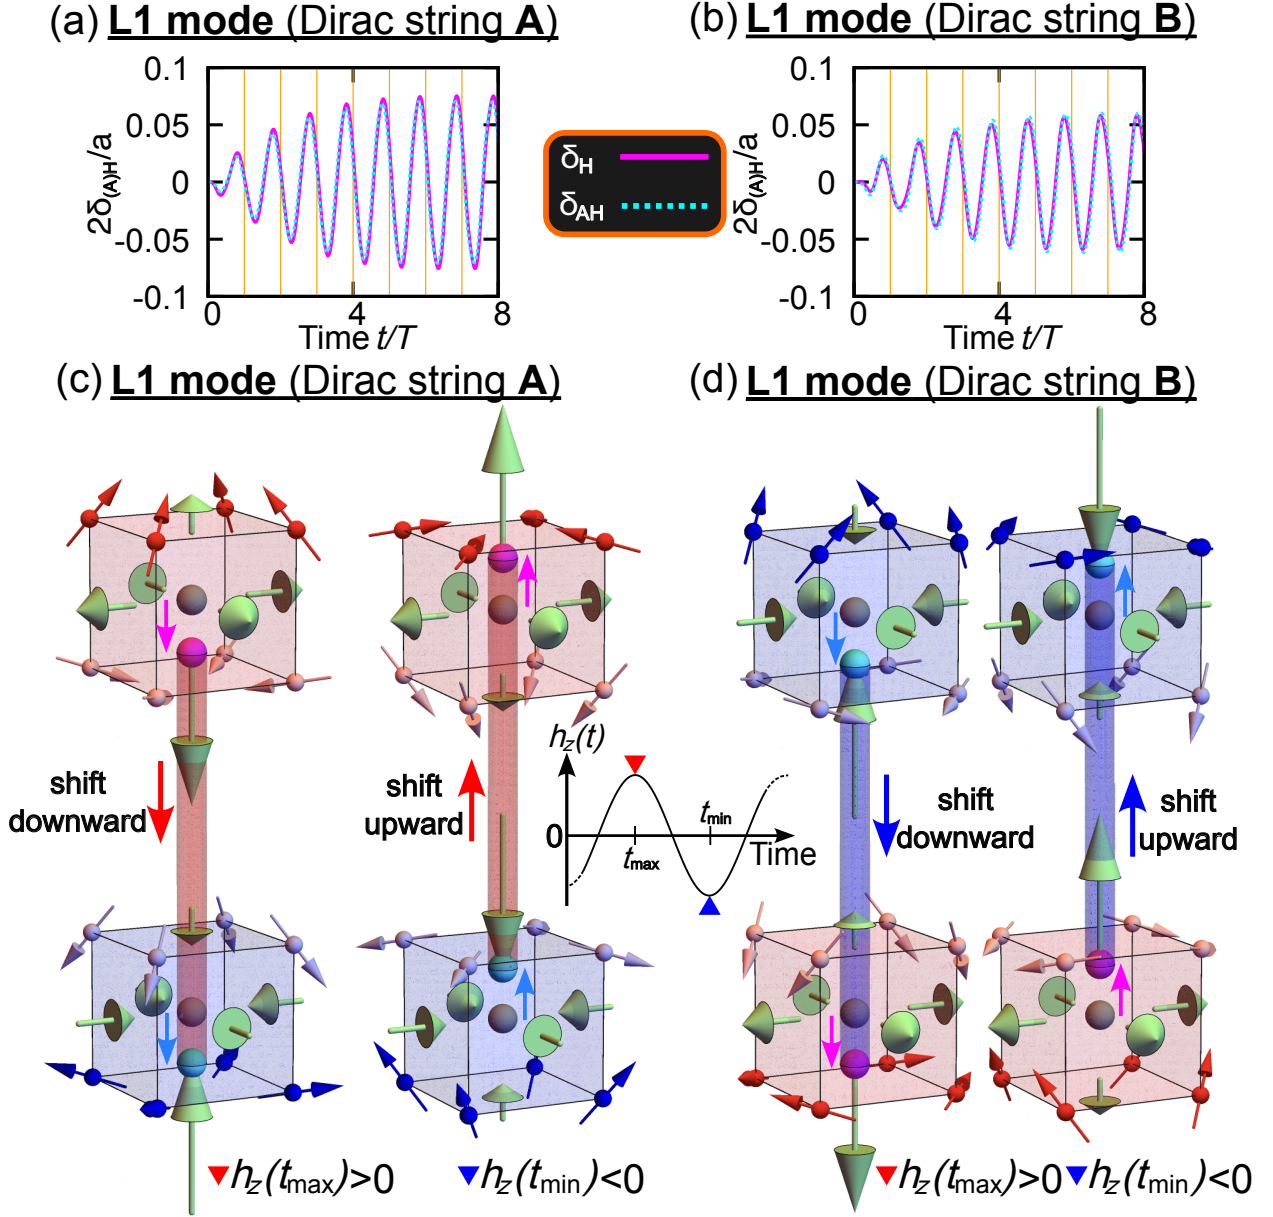 (a) L1 mode (Dirac string A)
(b) L1 mode (Dirac string B)
0.1
0.05
0
-0.05
-0.1
2δ(A)H/a
0 4 8
Time t/T
δH
δAH
0.1
0.05
0
-0.05
-0.1
2δ(A)H/a
0 4 8
Time t/T
(c) L1 mode (Dirac string A)
(d) L1 mode (Dirac string B)
shift
downward
shift
upward
hz(t)
0
tmax
tmin
Time
shift
downward
shift
upward
▼hz(tmax)>0
▼hz(tmin)<0
▼hz(tmax)>0
▼hz(tmin)<0